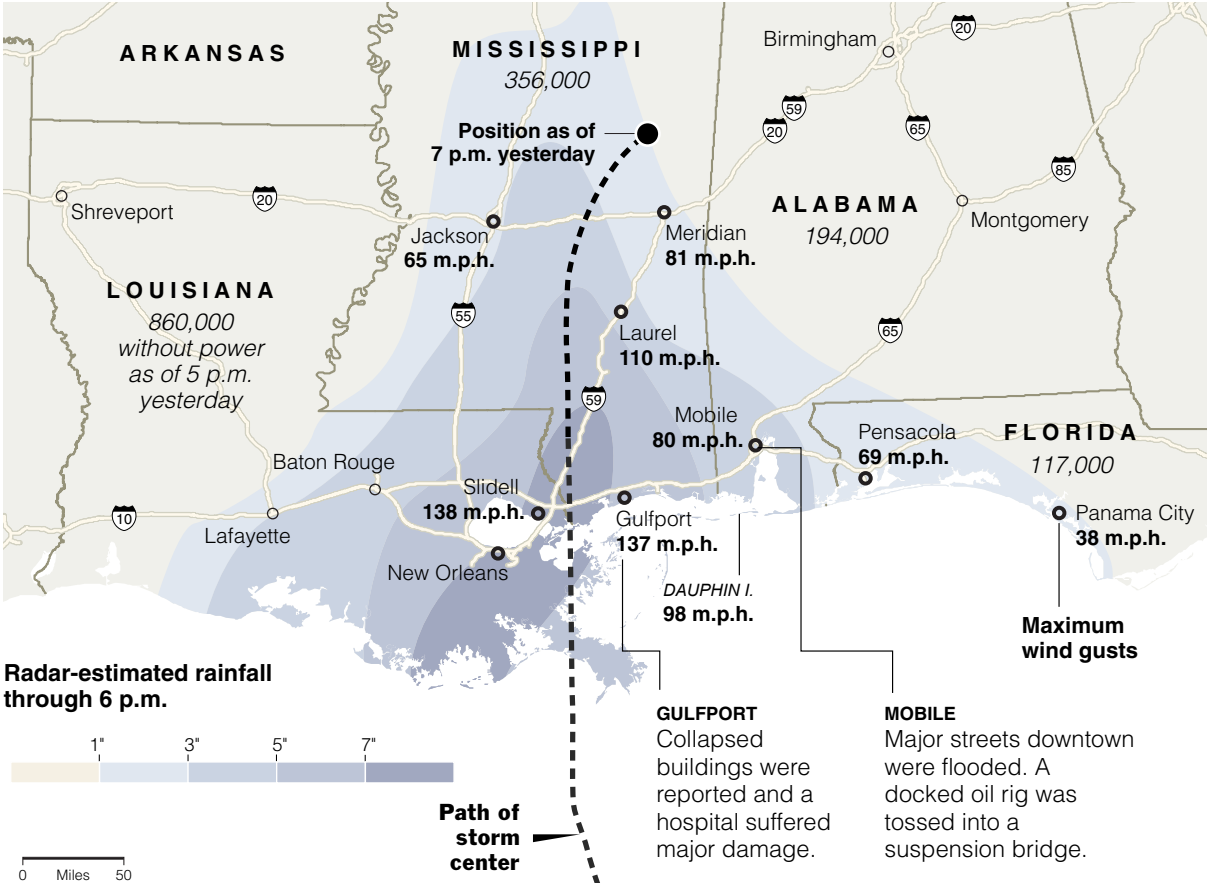 ARKANSAS
MISSISSIPPI
356,000
Birmingham
20
59
20
65
85
Position as of
7 p.m. yesterday
Shreveport
20
Jackson
65 m.p.h.
Meridian
81 m.p.h.
ALABAMA
194,000
Montgomery
LOUISIANA
860,000
without power
as of 5 p.m.
yesterday
55
Laurel
110 m.p.h.
65
59
Mobile
80 m.p.h.
Pensacola
69 m.p.h.
FLORIDA
117,000
Baton Rouge
Slidell
138 m.p.h.
10
Lafayette
New Orleans
Gulfport
137 m.p.h.
DAUPHIN I.
98 m.p.h.
Panama City
38 m.p.h.
Maximum
wind gusts
Radar-estimated rainfall
through 6 p.m.
1" 3" 5" 7"
GULFPORT
Collapsed
buildings were
reported and a
hospital suffered
major damage.
MOBILE
Major streets downtown
were flooded. A
docked oil rig was
tossed into a
suspension bridge.
Path of
storm
center
0 Miles 50